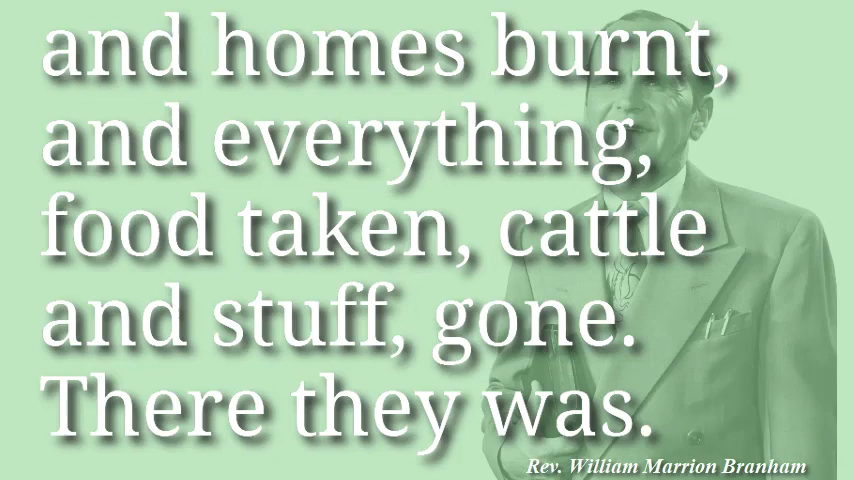 and homes burnt,
and everything,
food taken, cattle
and stuff, gone.
There they was.
Rev. William Marrion Branham